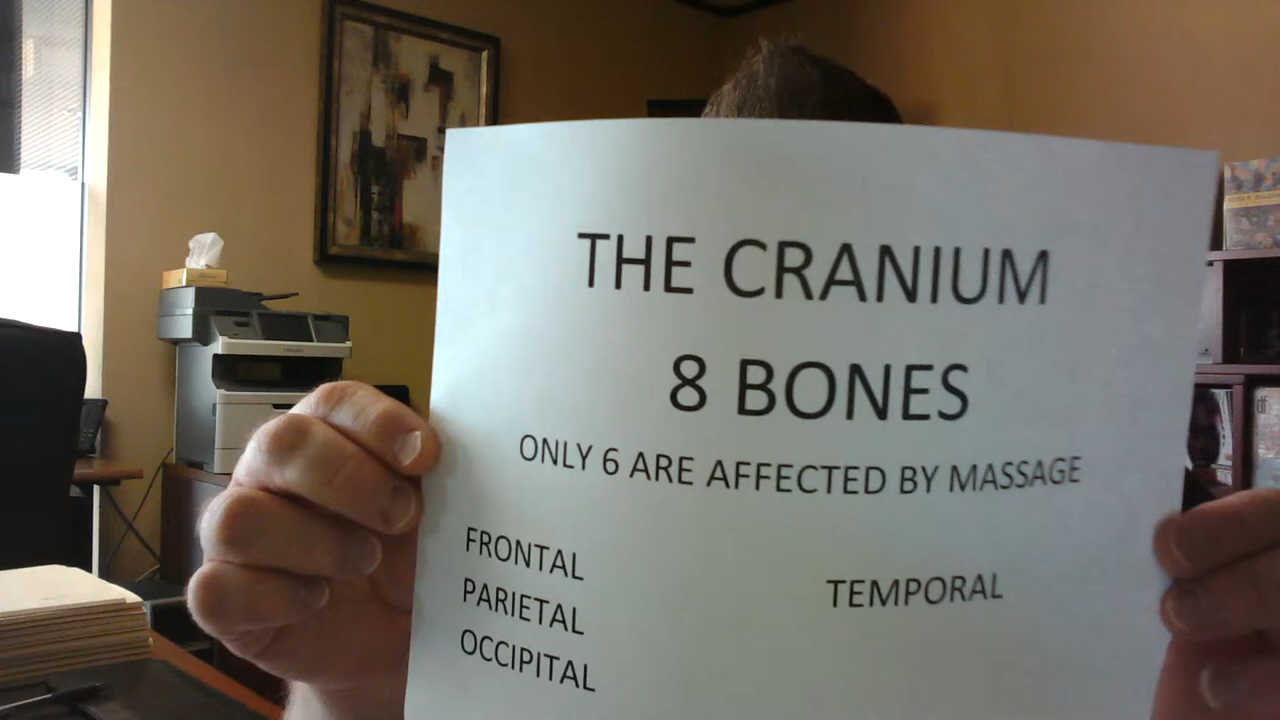 THE CRANIUM
8 BONES
ONLY 6 ARE AFFECTED BY MASSAGE
FRONTAL
PARIETAL
OCCIPITAL
TEMPORAL